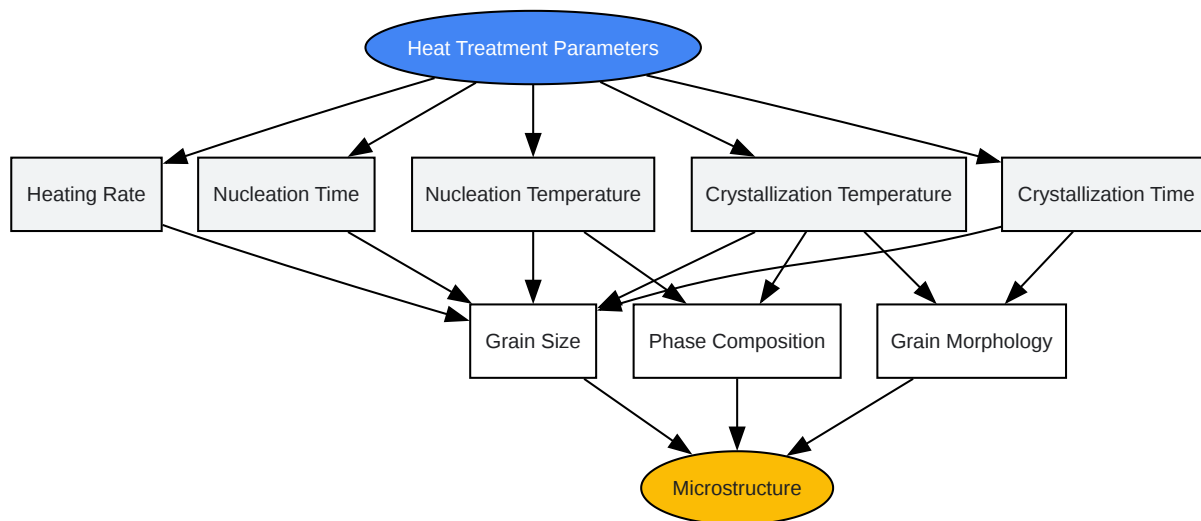 Heat Treatment Parameters
Heating Rate
Nucleation Time
Nucleation Temperature
Crystallization Temperature
Crystallization Time
Grain Size
Phase Composition
Grain Morphology
Microstructure